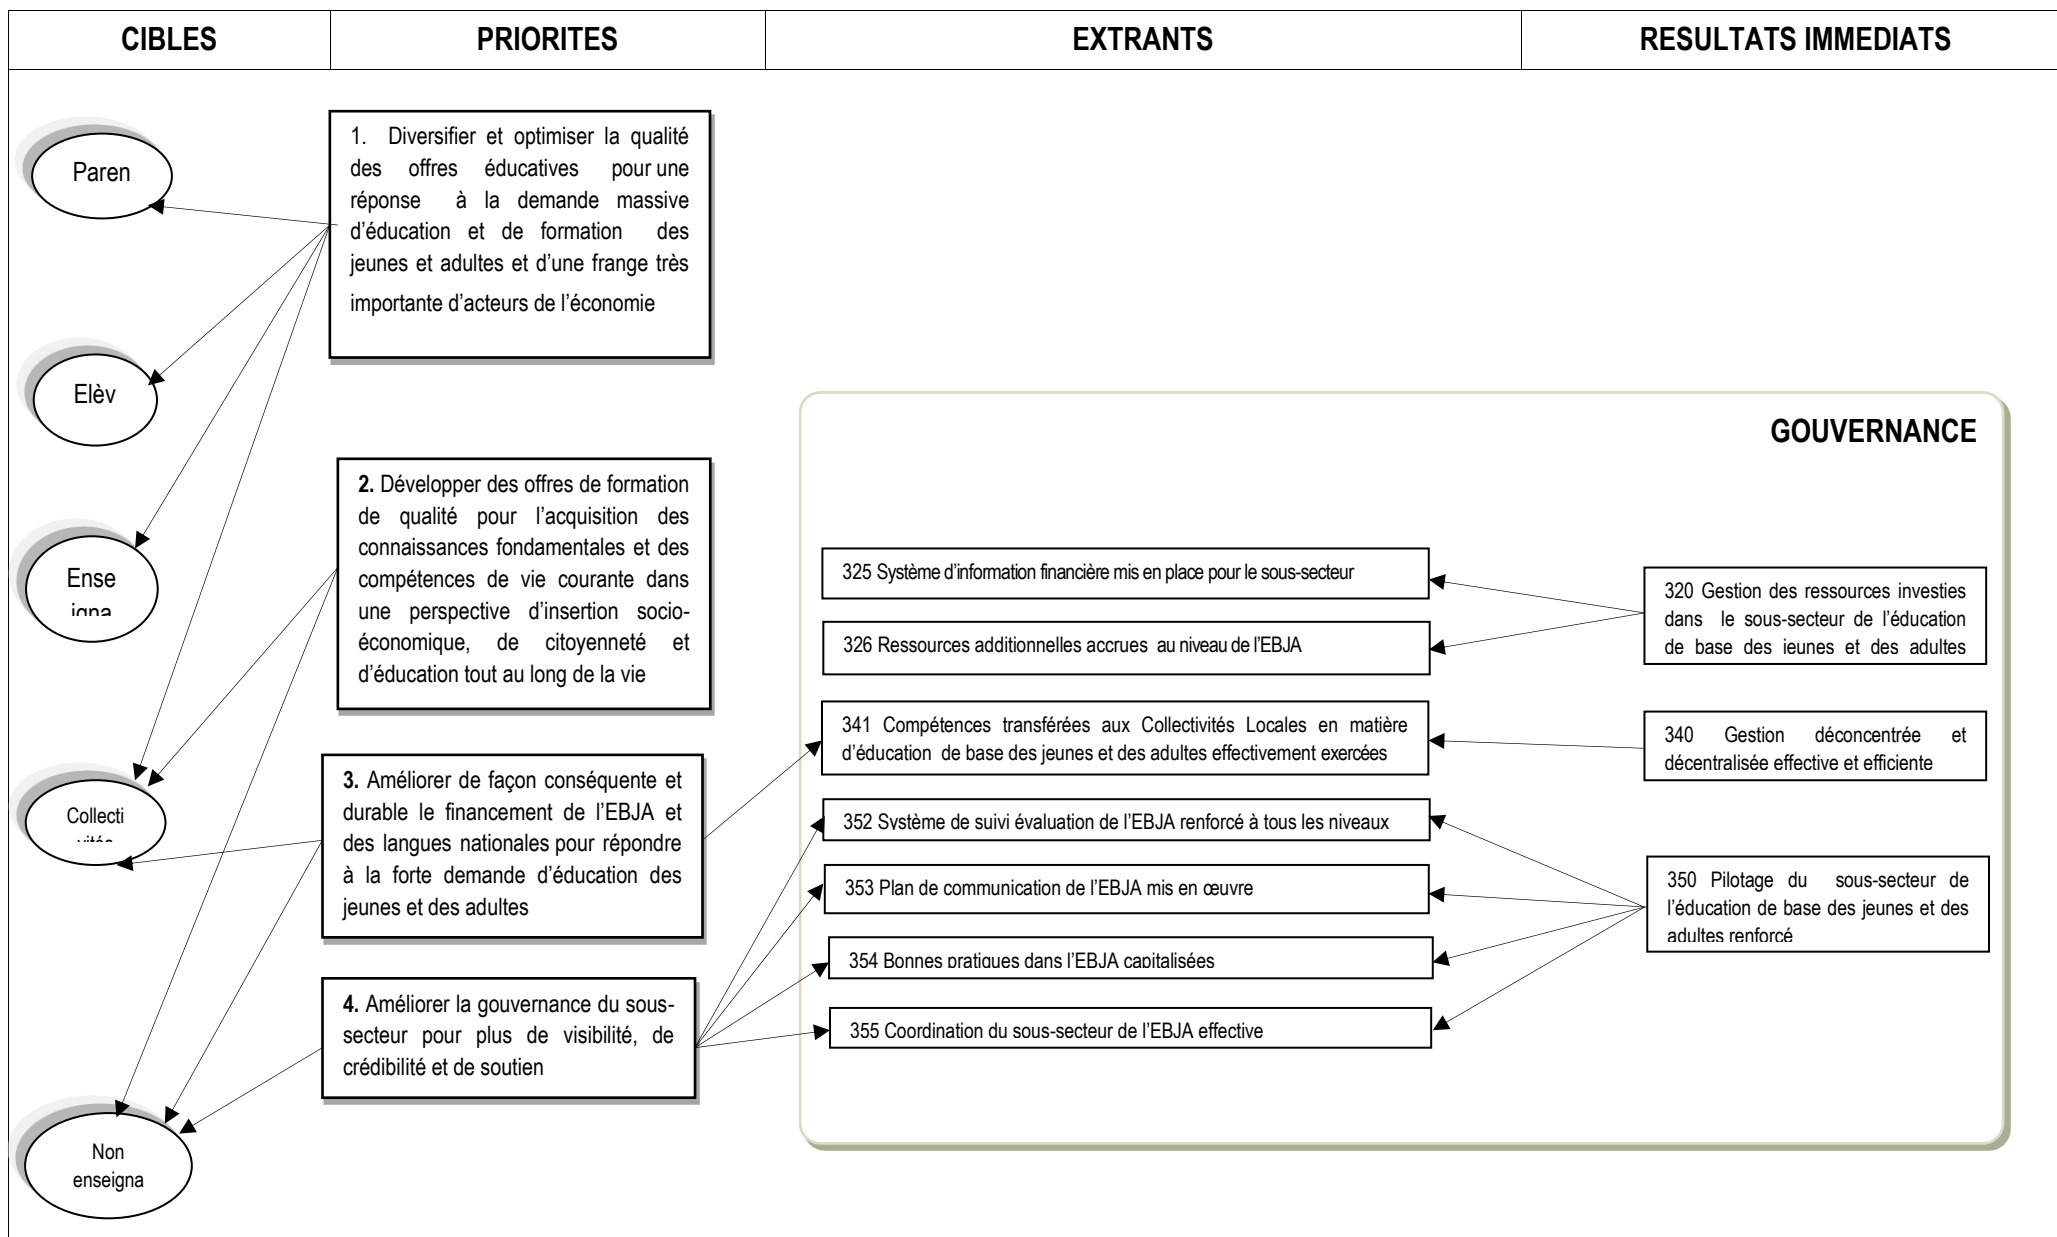 CIBLES
PRIORITES
EXTRANTS
RESULTATS IMMEDIATS
Paren
Elèv
Ense
igna
Collecti
vités
Non
enseigna
1. Diversifier et optimiser la qualité
des offres éducatives pour une
réponse à la demande massive
d’éducation et de formation des
jeunes et adultes et d’une frange très
importante d’acteurs de l’économie
2. Développer des offres de formation
de qualité pour l’acquisition des
connaissances fondamentales et des
compétences de vie courante dans
une perspective d’insertion socio-
économique, de citoyenneté et
d’éducation tout au long de la vie
3. Améliorer de façon conséquente et
durable le financement de l’EBJA et
des langues nationales pour répondre
à la forte demande d’éducation des
jeunes et des adultes
4. Améliorer la gouvernance du sous-
secteur pour plus de visibilité, de
crédibilité et de soutien
GOUVERNANCE
325 Système d’information financière mis en place pour le sous-secteur
326 Ressources additionnelles accrues au niveau de l’EBJA
341 Compétences transférées aux Collectivités Locales en matière
d’éducation de base des jeunes et des adultes effectivement exercées
352 Système de suivi évaluation de l’EBJA renforcé à tous les niveaux
353 Plan de communication de l’EBJA mis en œuvre
354 Bonnes pratiques dans l’EBJA capitalisées
355 Coordination du sous-secteur de l’EBJA effective
320 Gestion des ressources investies
dans le sous-secteur de l’éducation
de base des jeunes et des adultes
340 Gestion déconcentrée et
décentralisée effective et efficiente
350 Pilotage du sous-secteur de
l’éducation de base des jeunes et des
adultes renforcé